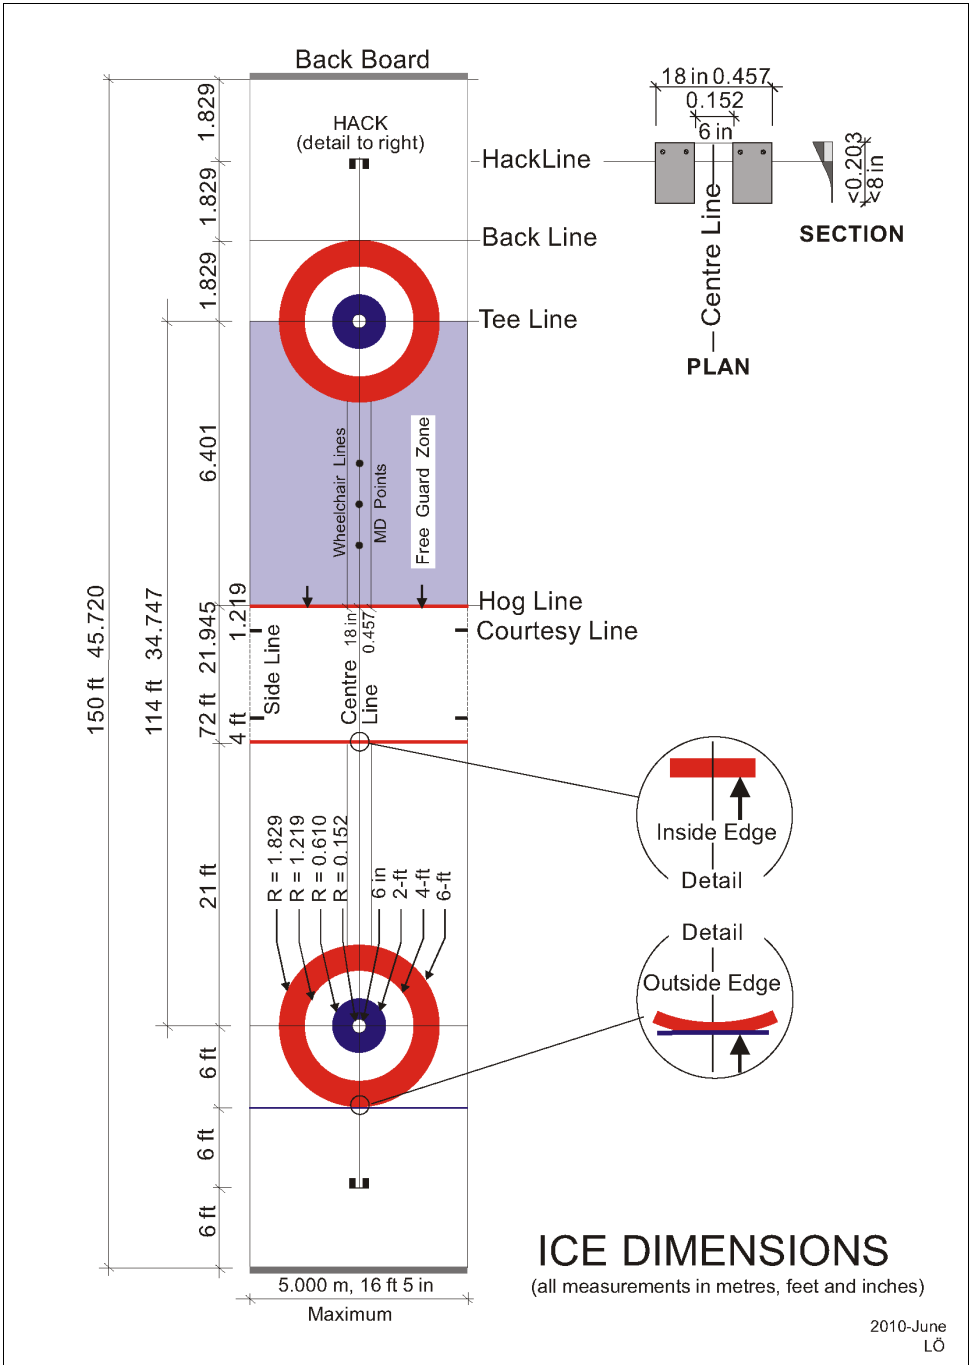 Back Board
18 in 0.457
0.152
6 in
HACK
(detail to right)
HackLine
<0.203
<8 in
SECTION
Centre Line
PLAN
1.829
1.829
Back Line
1.829
Tee Line
6.401
Wheelchair Lines
MD Points
Free Guard Zone
150 ft 45.720
114 ft 34.747
72 ft 21.945
4 ft
1.219
Hog Line
Courtesy Line
Side Line
Centre
Line
18 in
0.457
Inside Edge
Detail
21 ft
R = 1.829
R = 1.219
R = 0.610
R = 0.152
6 in
2-ft
4-ft
6-ft
Detail
Outside Edge
6 ft
6 ft
6 ft
5.000 m, 16 ft 5 in
Maximum
ICE DIMENSIONS
(all measurements in metres, feet and inches)
2010-June
LÖ